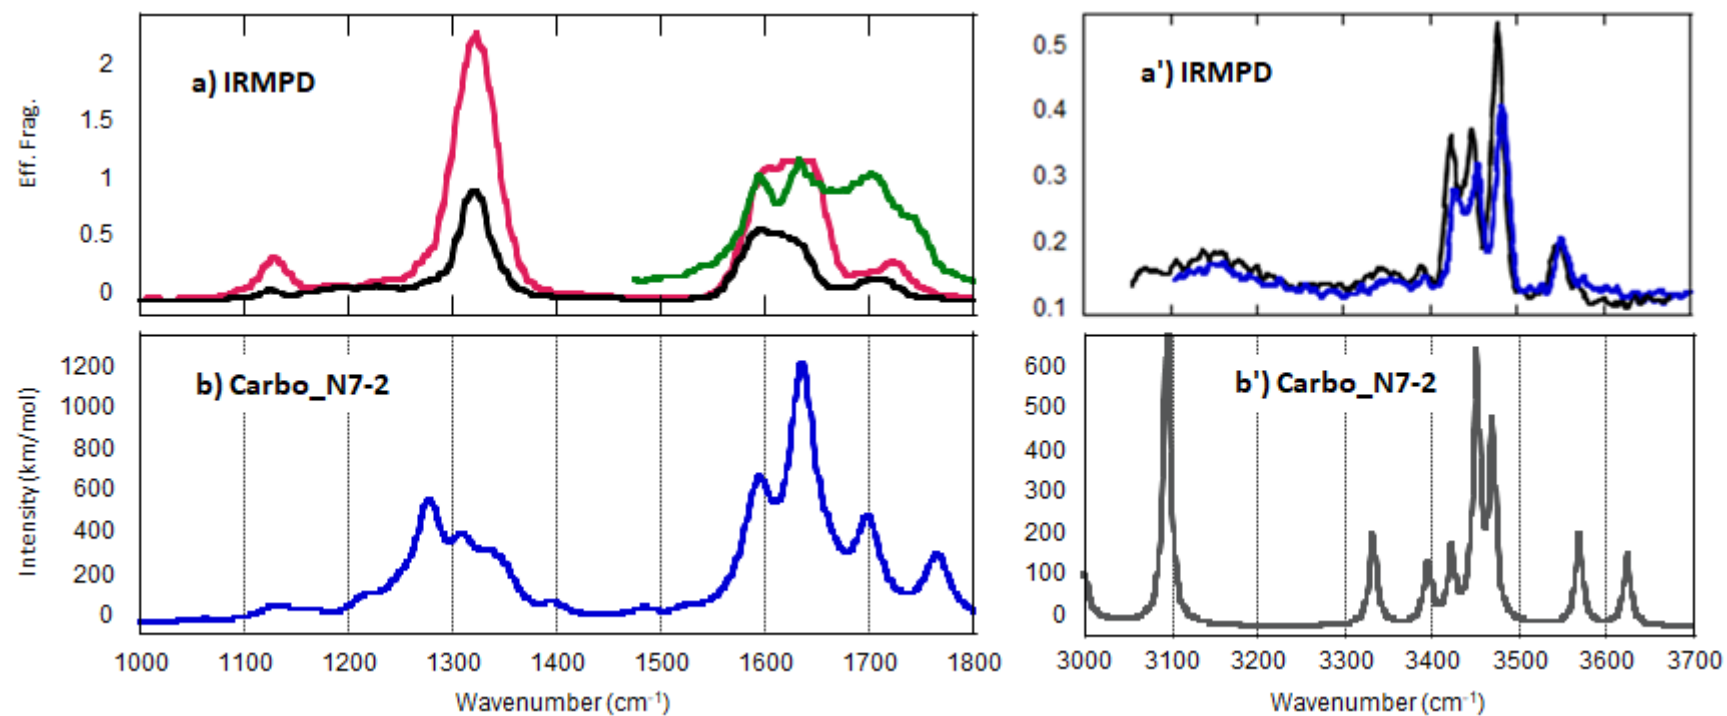 a) IRMPD
Eff. Frag.
2
1.5
1
0.5
0
a') IRMPD
0.5
0.4
0.3
0.2
0.1
b) Carbo_N7-2
Intensity (km/mol)
1200
1000
800
600
400
200
0
1000 1100 1200 1300 1400 1500 1600 1700 1800
Wavenumber (cm⁻¹)
b') Carbo_N7-2
600
500
400
300
200
100
0
3000 3100 3200 3300 3400 3500 3600 3700
Wavenumber (cm⁻¹)